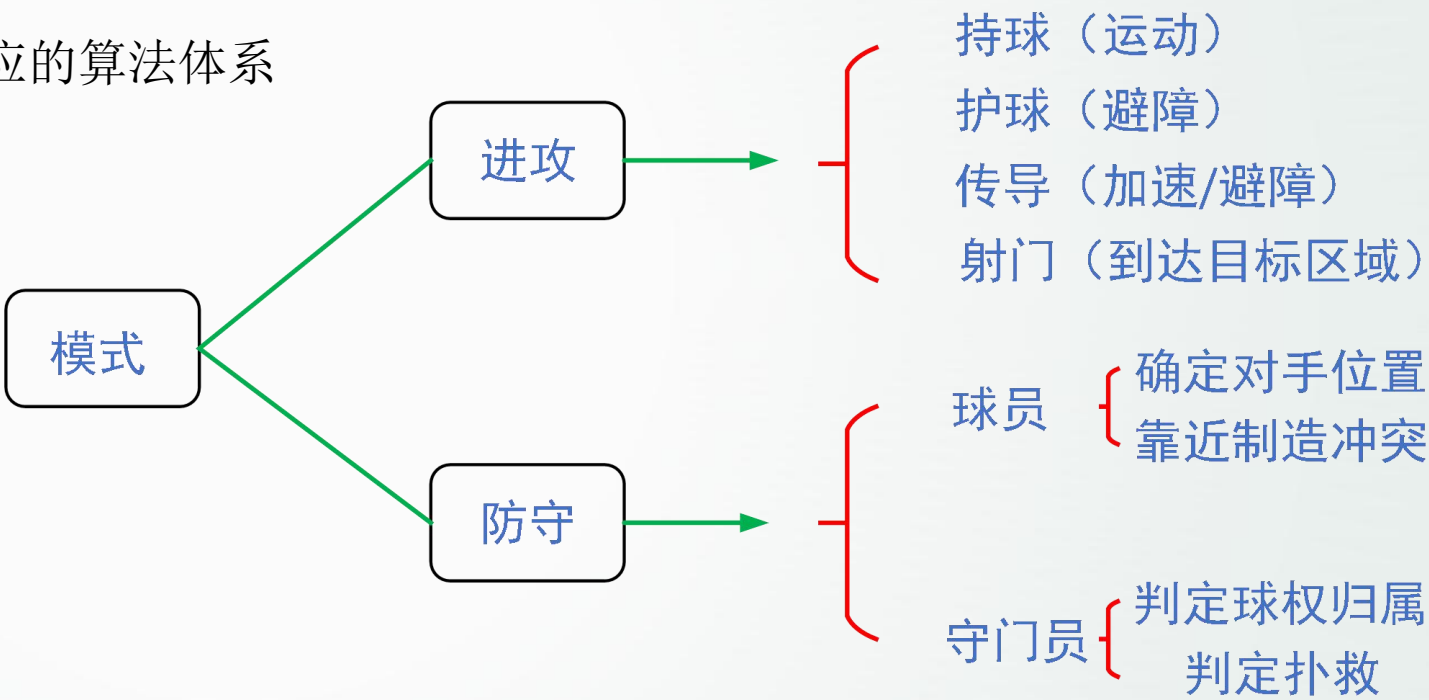 应的算法体系
持球（运动）
护球（避障）
进攻
传导（加速/避障）
射门（到达目标区域）
模式
球员
确定对手位置
靠近制造冲突
防守
守门员
判定球权归属
判定扑救